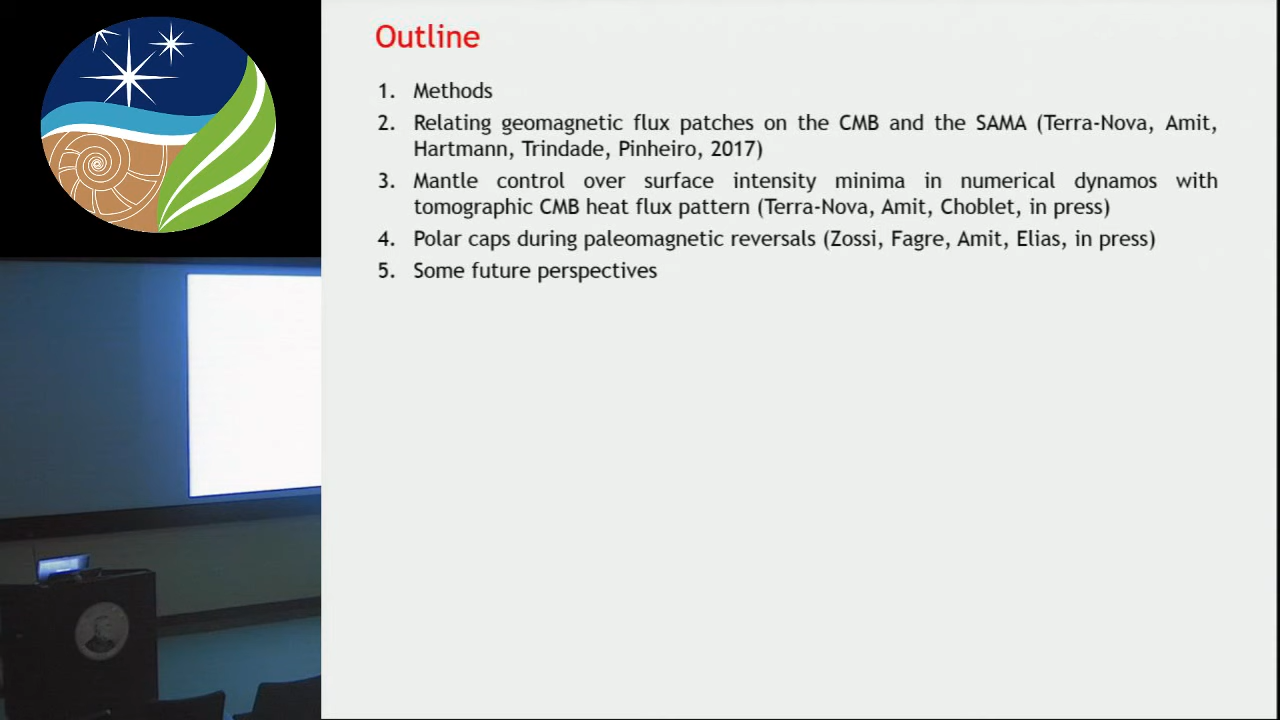 Outline
1. Methods
2. Relating geomagnetic flux patches on the CMB and the SAMA (Terra-Nova, Amit,
Hartmann, Trindade, Pinheiro, 2017)
3. Mantle control over surface intensity minima in numerical dynamos with
tomographic CMB heat flux pattern (Terra-Nova, Amit, Choblet, in press)
4. Polar caps during paleomagnetic reversals (Zossi, Fagre, Amit, Elias, in press)
5. Some future perspectives